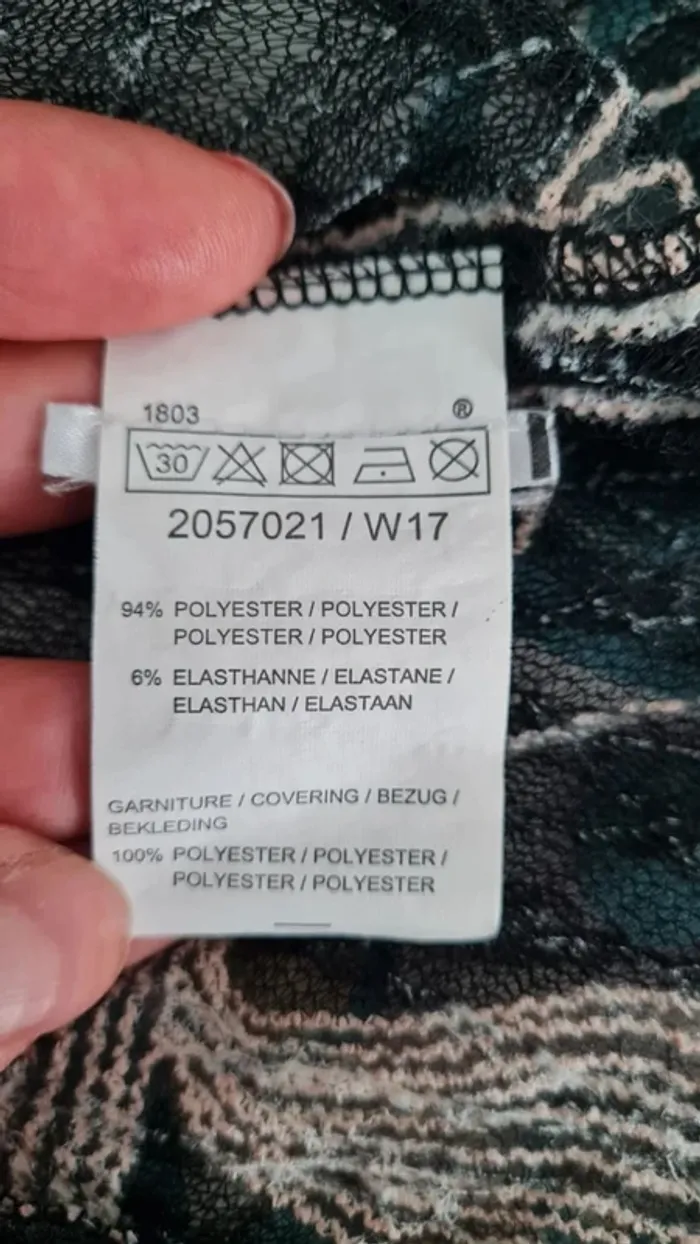 1803 ®
30
2057021 / W17
94% POLYESTER / POLYESTER /
POLYESTER / POLYESTER
6% ELASTHANNE / ELASTANE /
ELASTHAN / ELASTAAN
GARNITURE / COVERING / BEZUG /
BEKLEDING
100% POLYESTER / POLYESTER /
POLYESTER / POLYESTER